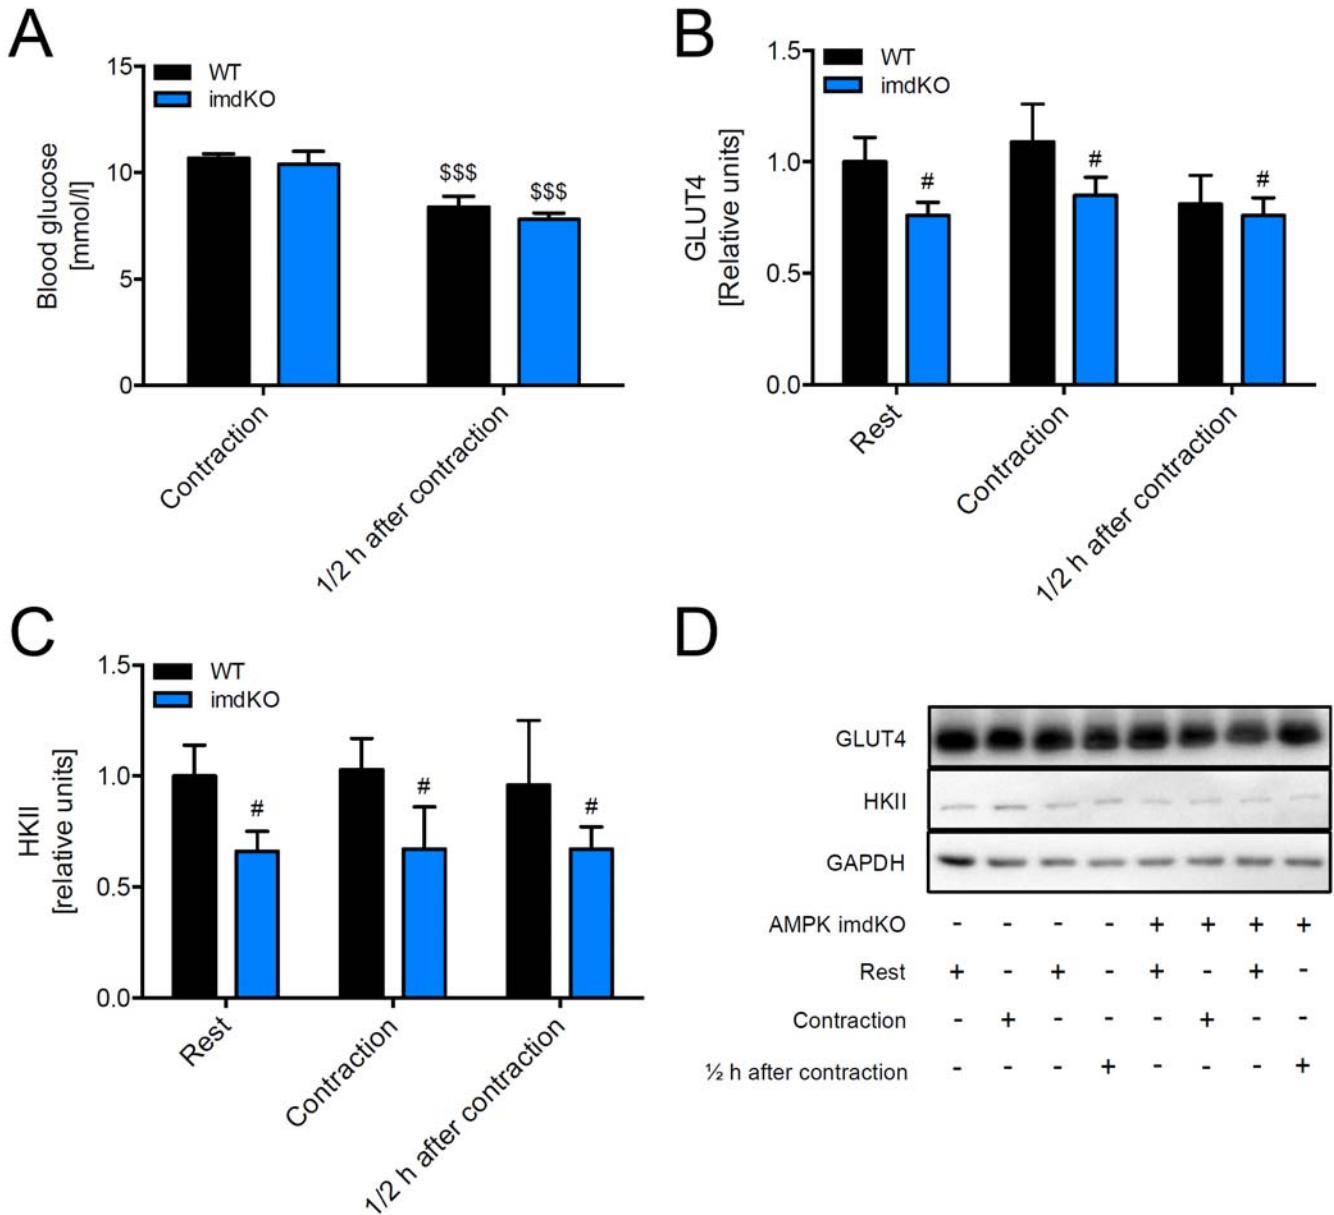 A
15
10
5
0
Blood glucose
[mmol/l]
WT
imdKO
$$$
$$$
Contraction
1/2 h after contraction
B
1.5
1.0
0.5
0.0
GLUT4
[Relative units]
WT
imdKO
#
#
#
Rest
Contraction
1/2 h after contraction
C
1.5
1.0
0.5
0.0
HKII
[relative units]
WT
imdKO
#
#
#
Rest
Contraction
1/2 h after contraction
D
GLUT4
HKII
GAPDH
AMPK imdKO - - - - + + + +
Rest + - + - + - + -
Contraction - + - - - + - -
½ h after contraction - - - + - - - +